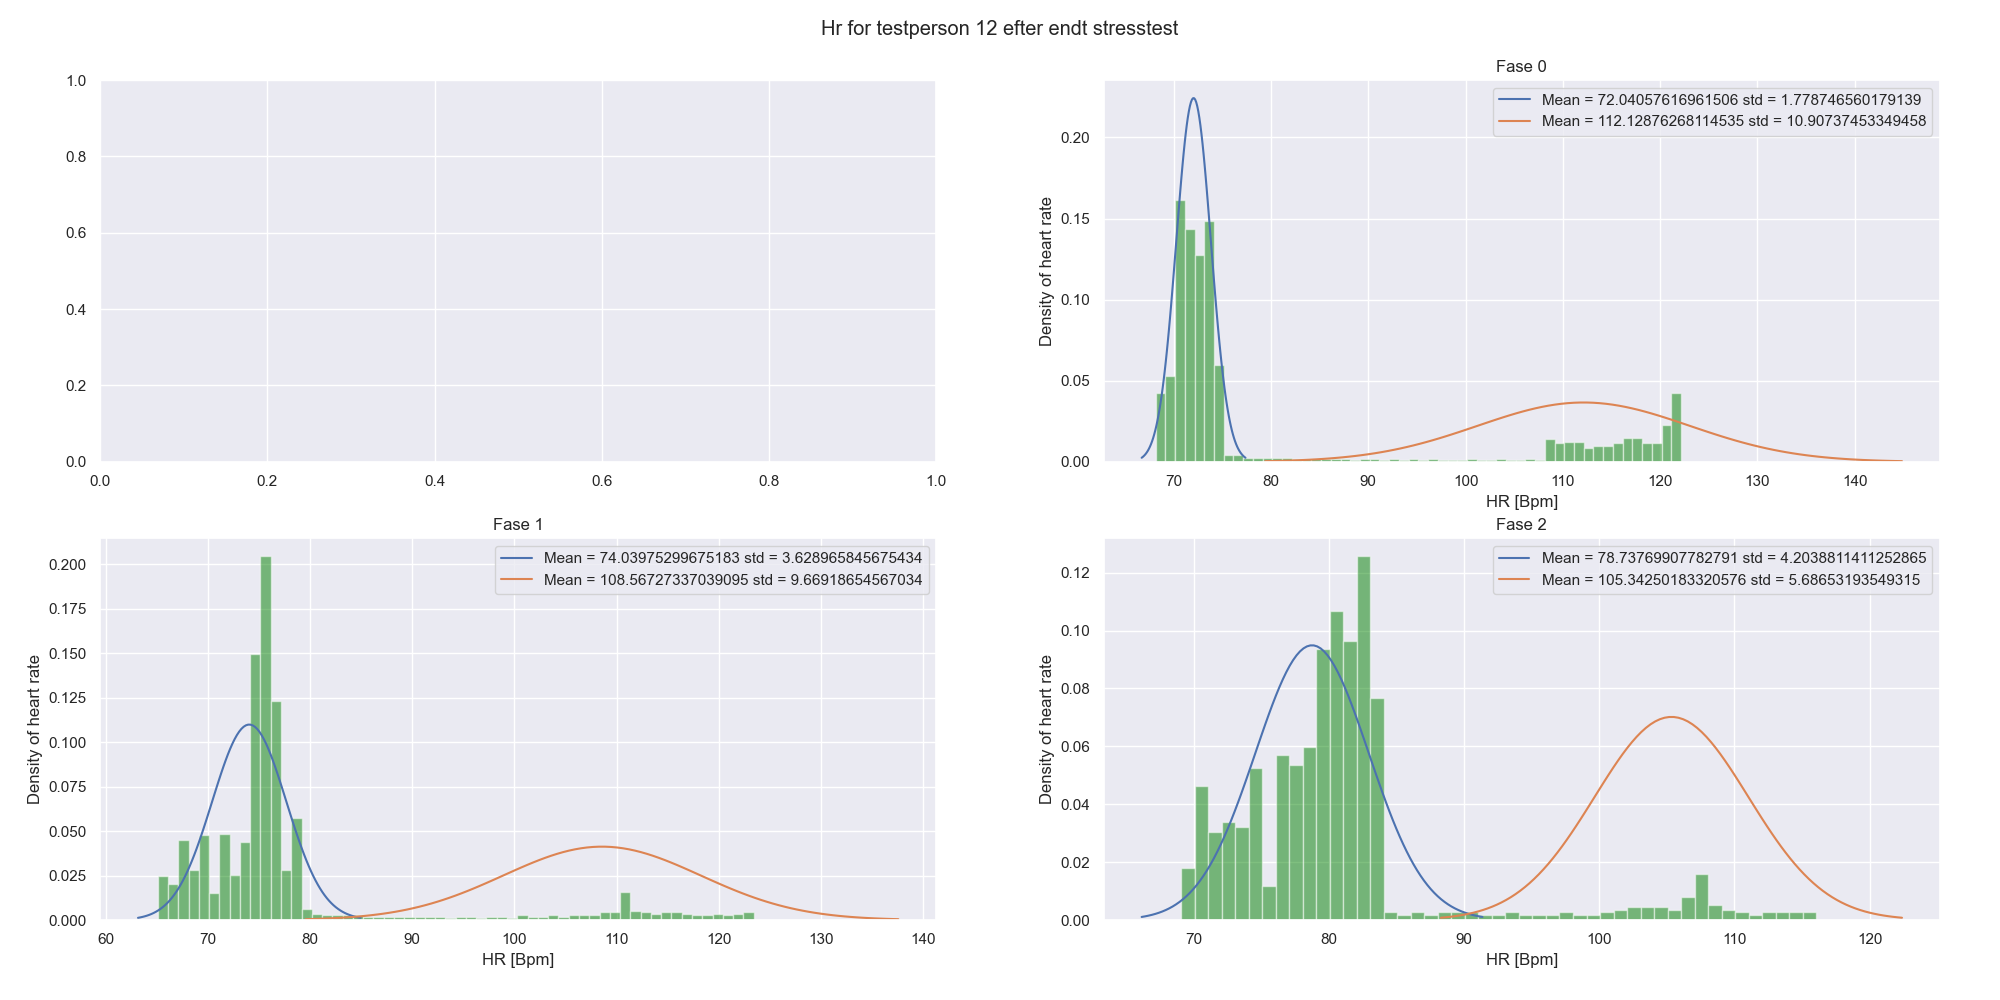 Hr for testperson 12 efter endt stresstest
1.0
0.8
0.6
0.4
0.2
0.0
0.0 0.2 0.4 0.6 0.8 1.0
Fase 0
Mean = 72.04057616961506 std = 1.778746560179139
Mean = 112.12876268114535 std = 10.90737453349458
Density of heart rate
0.20
0.15
0.10
0.05
0.00
70 80 90 100 110 120 130 140
HR [Bpm]
Fase 1
Mean = 74.03975299675183 std = 3.628965845675434
Mean = 108.56727337039095 std = 9.66918654567034
Density of heart rate
0.200
0.175
0.150
0.125
0.100
0.075
0.050
0.025
0.000
60 70 80 90 100 110 120 130 140
HR [Bpm]
Fase 2
Mean = 78.73769907782791 std = 4.2038811411252865
Mean = 105.34250183320576 std = 5.68653193549315
Density of heart rate
0.12
0.10
0.08
0.06
0.04
0.02
0.00
70 80 90 100 110 120
HR [Bpm]